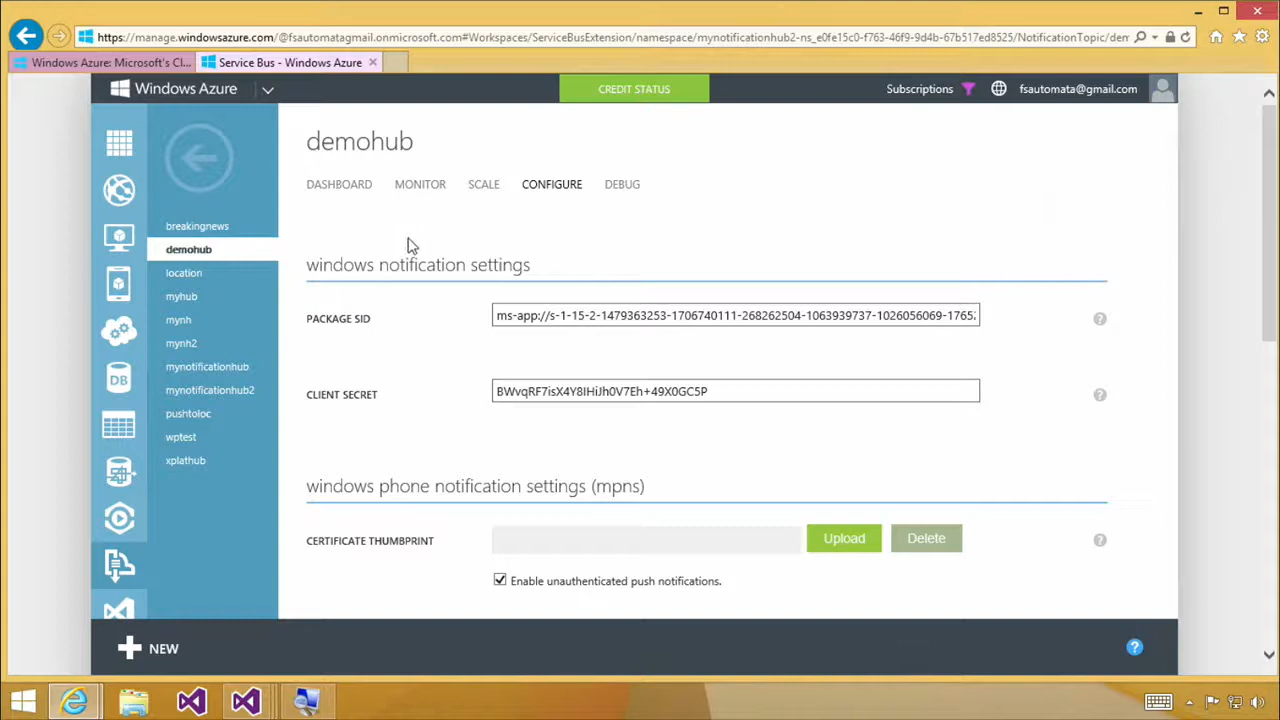 https://manage.windowsazure.com/@fsautomatagmail.onmicrosoft.com#Workspaces/ServiceBusExtension/namespace/mynotificationhub2-ns_e0fe15c0-f763-46f9-9d4b-67b517ed8525/NotificationTopic/dem
Windows Azure: Microsoft's Cl...
Service Bus - Windows Azure
Windows Azure
CREDIT STATUS
Subscriptions
fsautomata@gmail.com
demohub
DASHBOARD MONITOR SCALE CONFIGURE DEBUG
breakingnews
demohub
location
myhub
mynh
mynh2
mynotificationhub
mynotificationhub2
pushtoloc
wptest
xplathub
DB
windows notification settings
PACKAGE SID
ms-app://s-1-15-2-1479363253-1706740111-268262504-1063939737-1026056069-1765
?
CLIENT SECRET
BWvqRF7isX4Y8IHiJh0V7Eh+49X0GC5P
?
windows phone notification settings (mpns)
CERTIFICATE THUMBPRINT
Upload
Delete
?
Enable unauthenticated push notifications.
NEW
?